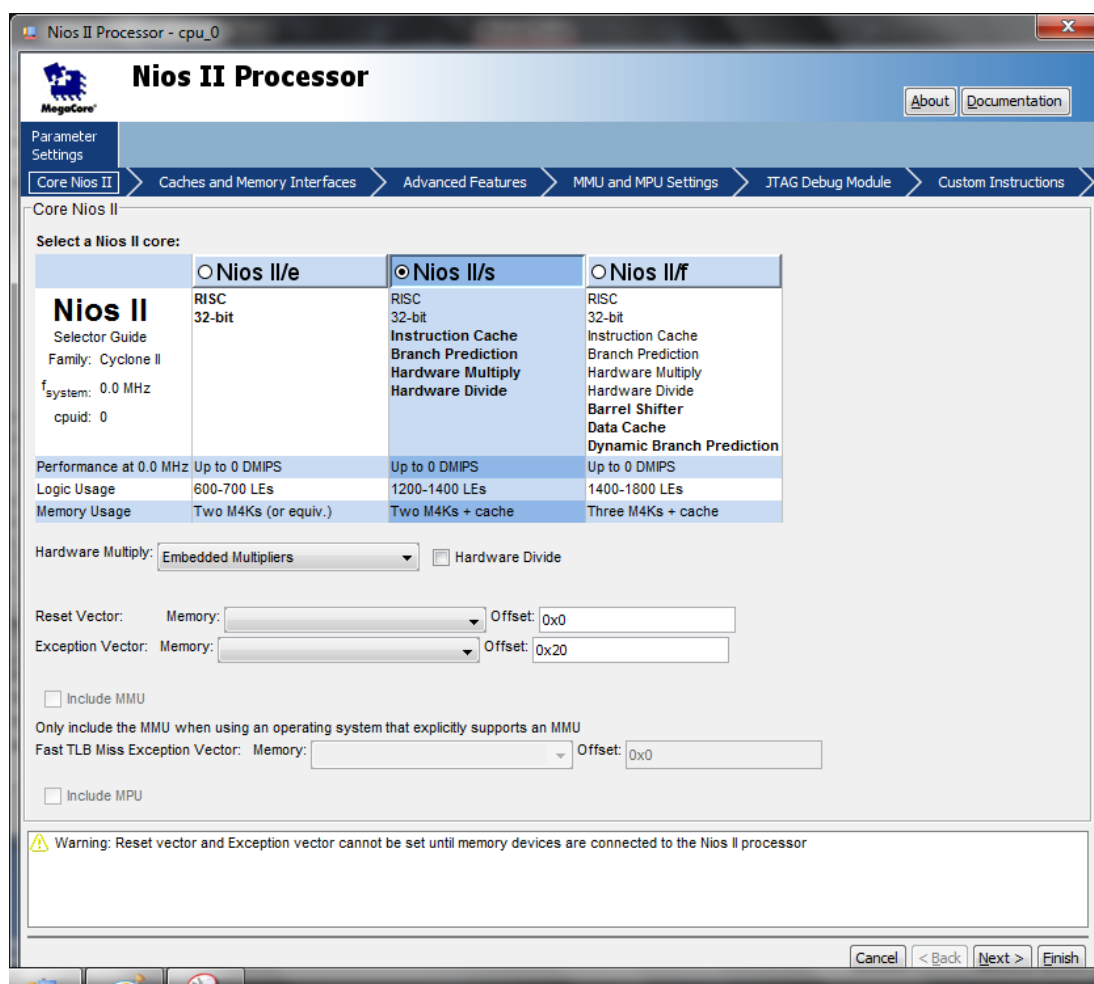 Nios II Processor - cpu_0
Nios II Processor
MegaCore®
About Documentation
Parameter
Settings
Core Nios II Caches and Memory Interfaces Advanced Features MMU and MPU Settings JTAG Debug Module Custom Instructions
Core Nios II
Select a Nios II core:
Nios II/e Nios II/s Nios II/f
Nios II
Selector Guide
Family: Cyclone II
fsystem: 0.0 MHz
cpuid: 0
RISC
32-bit
RISC
32-bit
Instruction Cache
Branch Prediction
Hardware Multiply
Hardware Divide
RISC
32-bit
Instruction Cache
Branch Prediction
Hardware Multiply
Hardware Divide
Barrel Shifter
Data Cache
Dynamic Branch Prediction
Performance at 0.0 MHz Up to 0 DMIPS Up to 0 DMIPS Up to 0 DMIPS
Logic Usage 600-700 LEs 1200-1400 LEs 1400-1800 LEs
Memory Usage Two M4Ks (or equiv.) Two M4Ks + cache Three M4Ks + cache
Hardware Multiply: Embedded Multipliers Hardware Divide
Reset Vector: Memory: Offset: 0x0
Exception Vector: Memory: Offset: 0x20
Include MMU
Only include the MMU when using an operating system that explicitly supports an MMU
Fast TLB Miss Exception Vector: Memory: Offset: 0x0
Include MPU
Warning: Reset vector and Exception vector cannot be set until memory devices are connected to the Nios II processor
Cancel < Back Next > Finish